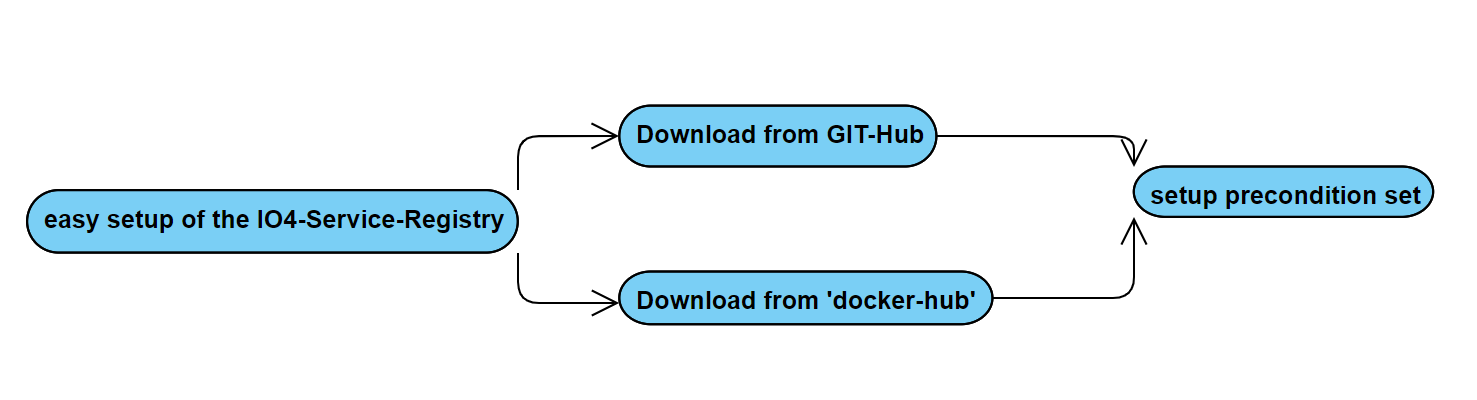 easy setup of the IO4-Service-Registry
Download from GIT-Hub
Download from 'docker-hub'
setup precondition set